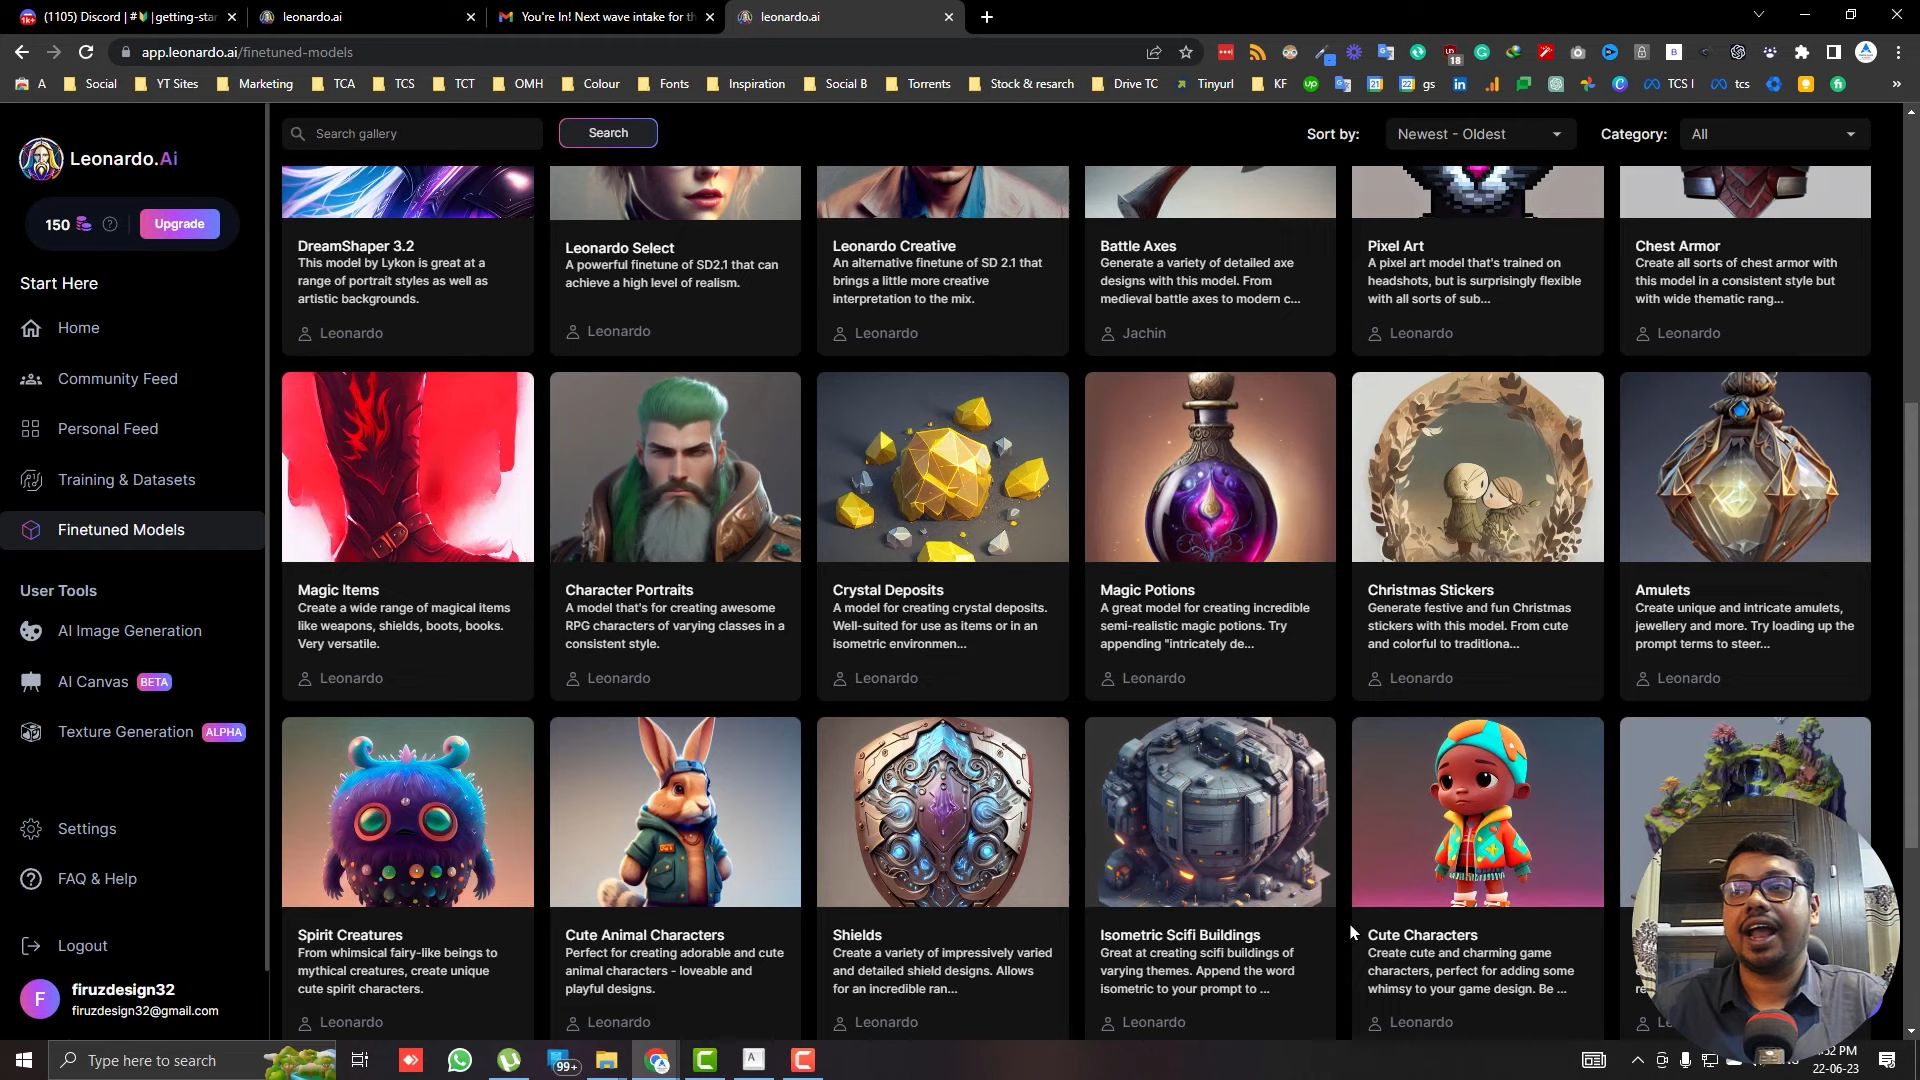 (1105) Discord | #🔰 | getting-star
leonardo.ai
You're In! Next wave intake for th
leonardo.ai
app.leonardo.ai/finetuned-models
18
A
Social
YT Sites
Marketing
TCA
TCS
TCT
OMH
Colour
Fonts
Inspiration
Social B
Torrents
Stock & resarch
Drive TC
Tinyurl
KF
gs
TCS I
tcs
Leonardo.Ai
150
Upgrade
Start Here
Home
Community Feed
Personal Feed
Training & Datasets
Finetuned Models
User Tools
AI Image Generation
AI Canvas BETA
Texture Generation ALPHA
Settings
FAQ & Help
Logout
F
firuzdesign32
firuzdesign32@gmail.com
Search gallery
Search
Sort by:
Newest - Oldest
Category:
All
DreamShaper 3.2
This model by Lykon is great at a
range of portrait styles as well as
artistic backgrounds.
Leonardo
Leonardo Select
A powerful finetune of SD2.1 that can
achieve a high level of realism.
Leonardo
Leonardo Creative
An alternative finetune of SD 2.1 that
brings a little more creative
interpretation to the mix.
Leonardo
Battle Axes
Generate a variety of detailed axe
designs with this model. From
medieval battle axes to modern c...
Jachin
Pixel Art
A pixel art model that's trained on
headshots, but is surprisingly flexible
with all sorts of sub...
Leonardo
Chest Armor
Create all sorts of chest armor with
this model in a consistent style but
with wide thematic rang...
Leonardo
Magic Items
Create a wide range of magical items
like weapons, shields, boots, books.
Very versatile.
Leonardo
Character Portraits
A model that's for creating awesome
RPG characters of varying classes in a
consistent style.
Leonardo
Crystal Deposits
A model for creating crystal deposits.
Well-suited for use as items or in an
isometric environmen...
Leonardo
Magic Potions
A great model for creating incredible
semi-realistic magic potions. Try
appending "intricately de...
Leonardo
Christmas Stickers
Generate festive and fun Christmas
stickers with this model. From cute
and colorful to traditiona...
Leonardo
Amulets
Create unique and intricate amulets,
jewellery and more. Try loading up the
prompt terms to steer...
Leonardo
Spirit Creatures
From whimsical fairy-like beings to
mythical creatures, create unique
cute spirit characters.
Leonardo
Cute Animal Characters
Perfect for creating adorable and cute
animal characters - loveable and
playful designs.
Leonardo
Shields
Create a variety of impressively varied
and detailed shield designs. Allows
for an incredible ran...
Leonardo
Isometric Scifi Buildings
Great at creating scifi buildings of
varying themes. Append the word
isometric to your prompt to ...
Leonardo
Cute Characters
Create cute and charming game
characters, perfect for adding some
whimsy to your game design. Be ...
Leonardo
Type here to search
99+
22-06-23